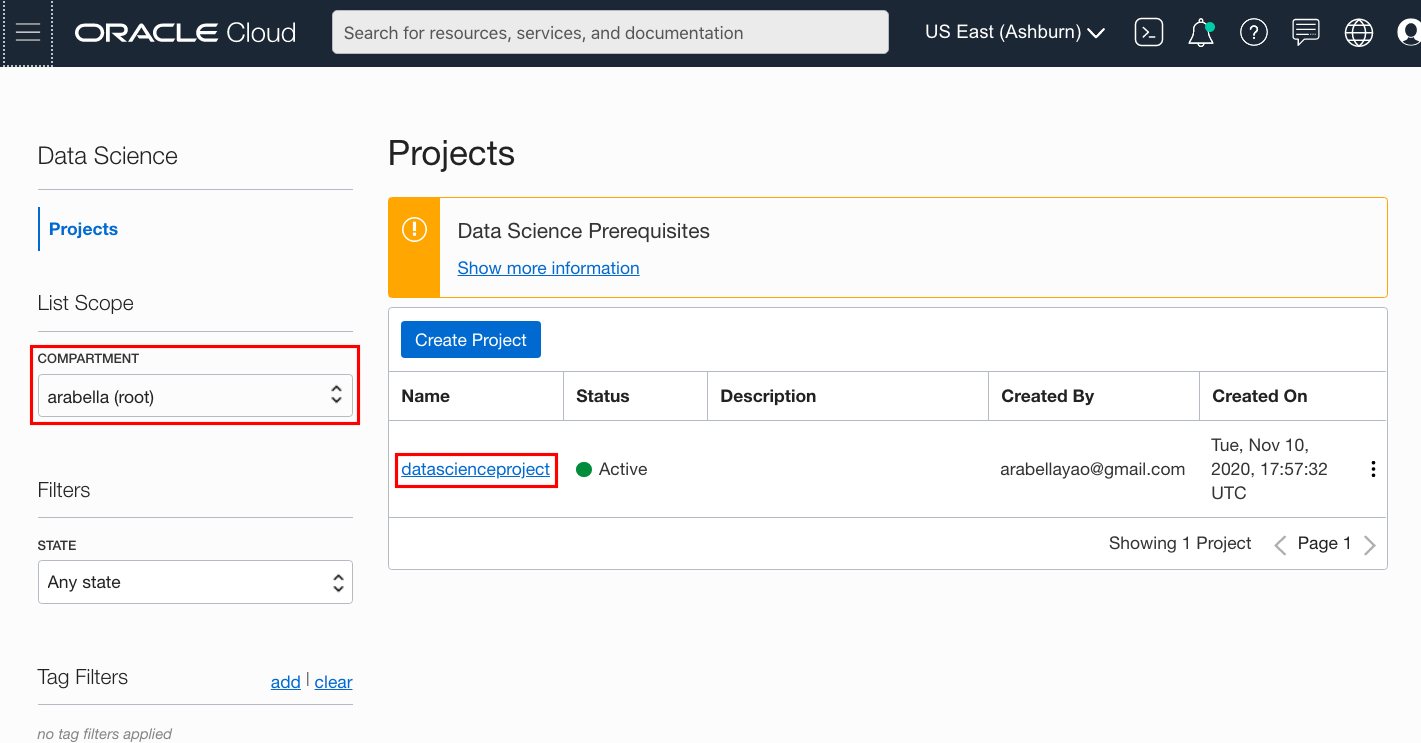 ORACLE Cloud
Search for resources, services, and documentation
US East (Ashburn)
Data Science
Projects
List Scope
COMPARTMENT
arabella (root)
Filters
STATE
Any state
Tag Filters
add | clear
no tag filters applied
Projects
Data Science Prerequisites
Show more information
Create Project
Name Status Description Created By Created On
datascienceproject Active arabellayao@gmail.com Tue, Nov 10,
2020, 17:57:32
UTC
Showing 1 Project Page 1